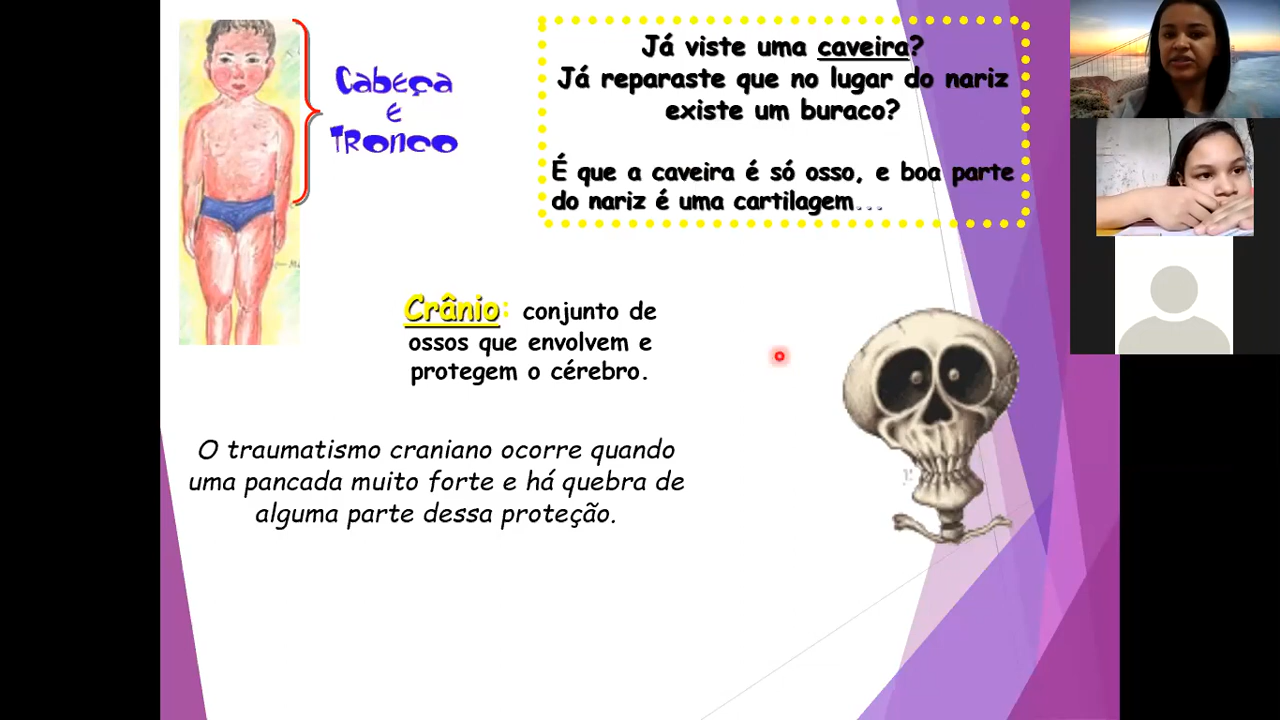 Cabeça
e
Tronco
Já viste uma caveira?
Já reparaste que no lugar do nariz
existe um buraco?
É que a caveira é só osso, e boa parte
do nariz é uma cartilagem...
Crânio: conjunto de
ossos que envolvem e
protegem o cérebro.
O traumatismo craniano ocorre quando
uma pancada muito forte e há quebra de
alguma parte dessa proteção.